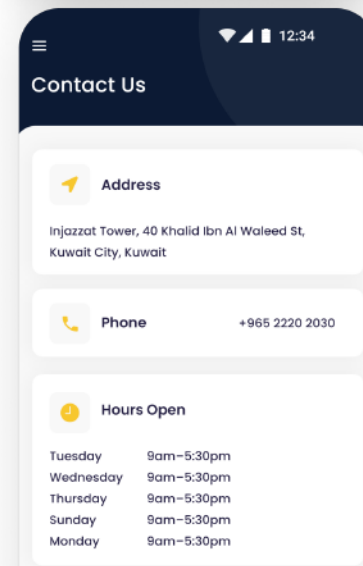 12:34
Contact Us
Address
Injazzat Tower, 40 Khalid Ibn Al Waleed St,
Kuwait City, Kuwait
Phone +965 2220 2030
Hours Open
Tuesday 9am–5:30pm
Wednesday 9am–5:30pm
Thursday 9am–5:30pm
Sunday 9am–5:30pm
Monday 9am–5:30pm